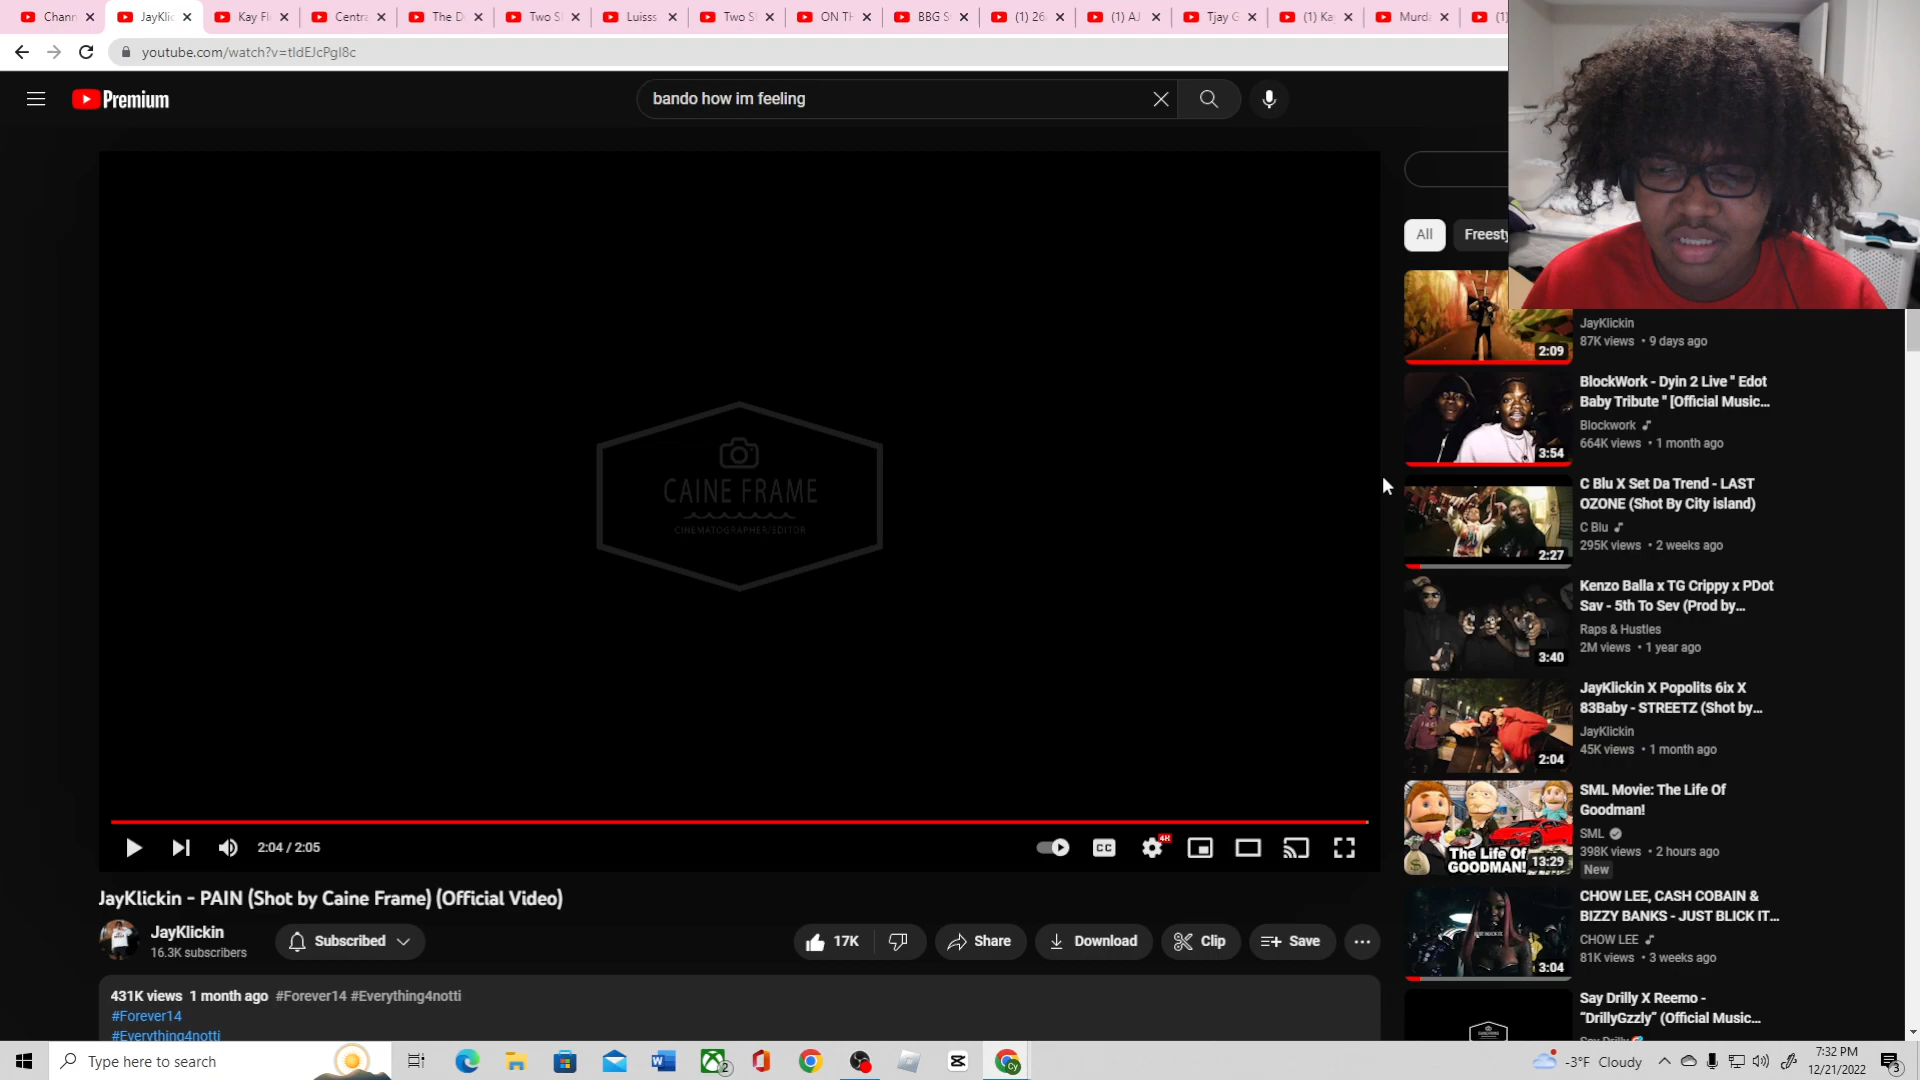 Chann
JayKlic
Kay Fl
Centra
The D
Two S
Luisss
Two S
ON TH
BBG S
(1) 26
(1) AJ
Tjay G
(1) Ka
Murda
(1)
youtube.com/watch?v=tIdEJcPgI8c
Premium
bando how im feeling
All
Freesty
CAINE FRAME
CINEMATOGRAPHER/EDITOR
2:04 / 2:05
CC
4K
JayKlickin - PAIN (Shot by Caine Frame) (Official Video)
JayKlickin
16.3K subscribers
Subscribed
17K
Share
Download
Clip
Save
431K views 1 month ago #Forever14 #Everything4notti
#Forever14
#Everything4notti
2:09
JayKlickin
87K views • 9 days ago
3:54
BlockWork - Dyin 2 Live " Edot
Baby Tribute " [Official Music...
Blockwork
664K views • 1 month ago
2:27
C Blu X Set Da Trend - LAST
OZONE (Shot By City island)
C Blu
295K views • 2 weeks ago
3:40
Kenzo Balla x TG Crippy x PDot
Sav - 5th To Sev (Prod by...
Raps & Hustles
2M views • 1 year ago
2:04
JayKlickin X Popolits 6ix X
83Baby - STREETZ (Shot by...
JayKlickin
45K views • 1 month ago
The Life Of
GOODMAN!
13:29
SML Movie: The Life Of
Goodman!
SML
398K views • 2 hours ago
New
3:04
CHOW LEE, CASH COBAIN &
BIZZY BANKS - JUST BLICK IT...
CHOW LEE
81K views • 3 weeks ago
Say Drilly X Reemo -
"DrillyGzzly" (Official Music...
Say Drilly
Type here to search
2
-3°F Cloudy
7:32 PM
12/21/2022
3